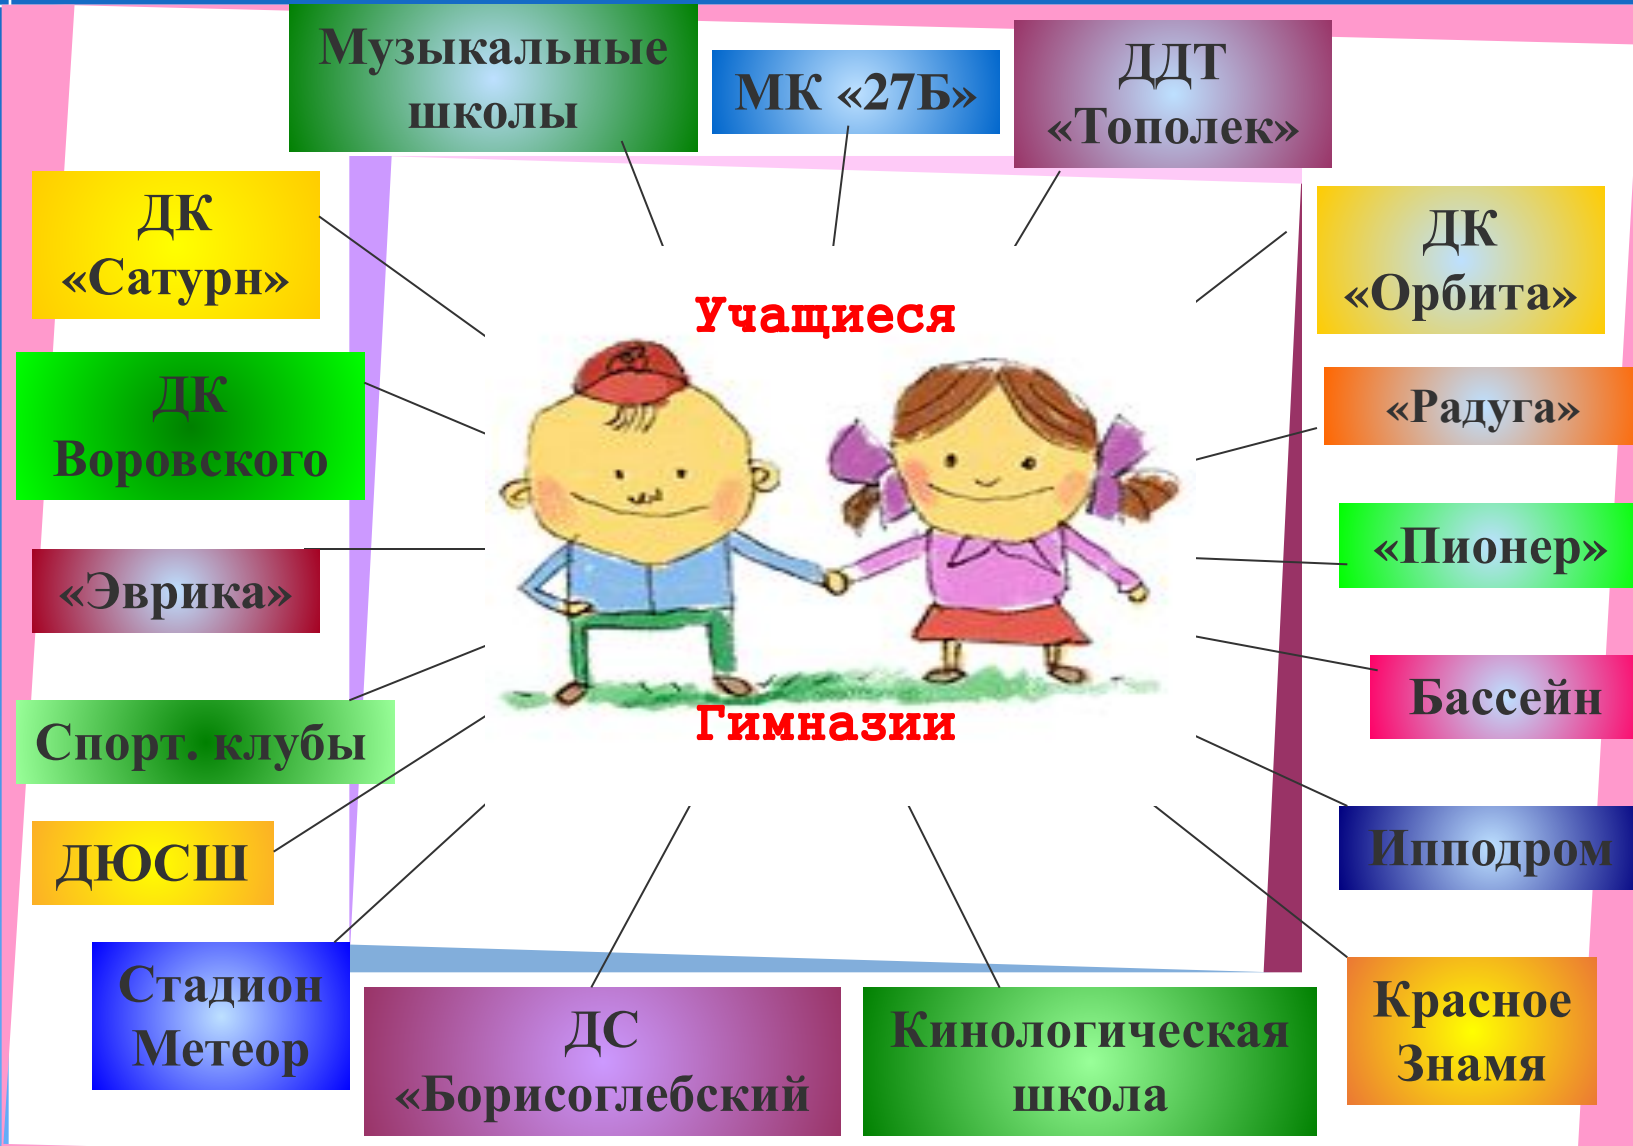 Музыкальные
школы
МК «27Б»
ДДТ
«Тополек»
ДК
«Сатурн»
ДК
«Орбита»
Учащиеся
ДК
Воровского
«Радуга»
«Эврика»
«Пионер»
Спорт. клубы
Гимназии
Бассейн
ДЮСШ
Ипподром
Стадион
Метеор
ДС
«Борисоглебский
Кинологическая
школа
Красное
Знамя